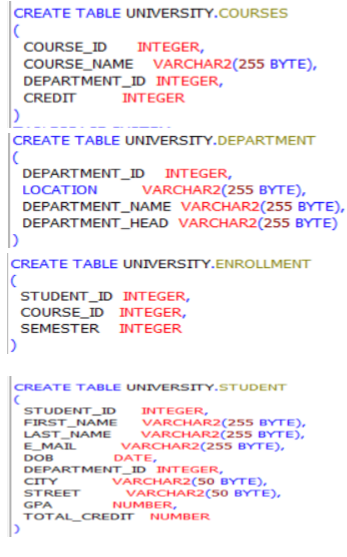 CREATE TABLE UNIVERSITY.COURSES
(
COURSE_ID INTEGER,
COURSE_NAME VARCHAR2(255 BYTE),
DEPARTMENT_ID INTEGER,
CREDIT INTEGER
)
CREATE TABLE UNIVERSITY.DEPARTMENT
(
DEPARTMENT_ID INTEGER,
LOCATION VARCHAR2(255 BYTE),
DEPARTMENT_NAME VARCHAR2(255 BYTE),
DEPARTMENT_HEAD VARCHAR2(255 BYTE)
)
CREATE TABLE UNIVERSITY.ENROLLMENT
(
STUDENT_ID INTEGER,
COURSE_ID INTEGER,
SEMESTER INTEGER
)
CREATE TABLE UNIVERSITY.STUDENT
(
STUDENT_ID INTEGER,
FIRST_NAME VARCHAR2(255 BYTE),
LAST_NAME VARCHAR2(255 BYTE),
E_MAIL VARCHAR2(255 BYTE),
DOB DATE,
DEPARTMENT_ID INTEGER,
CITY VARCHAR2(50 BYTE),
STREET VARCHAR2(50 BYTE),
GPA NUMBER,
TOTAL_CREDIT NUMBER
)